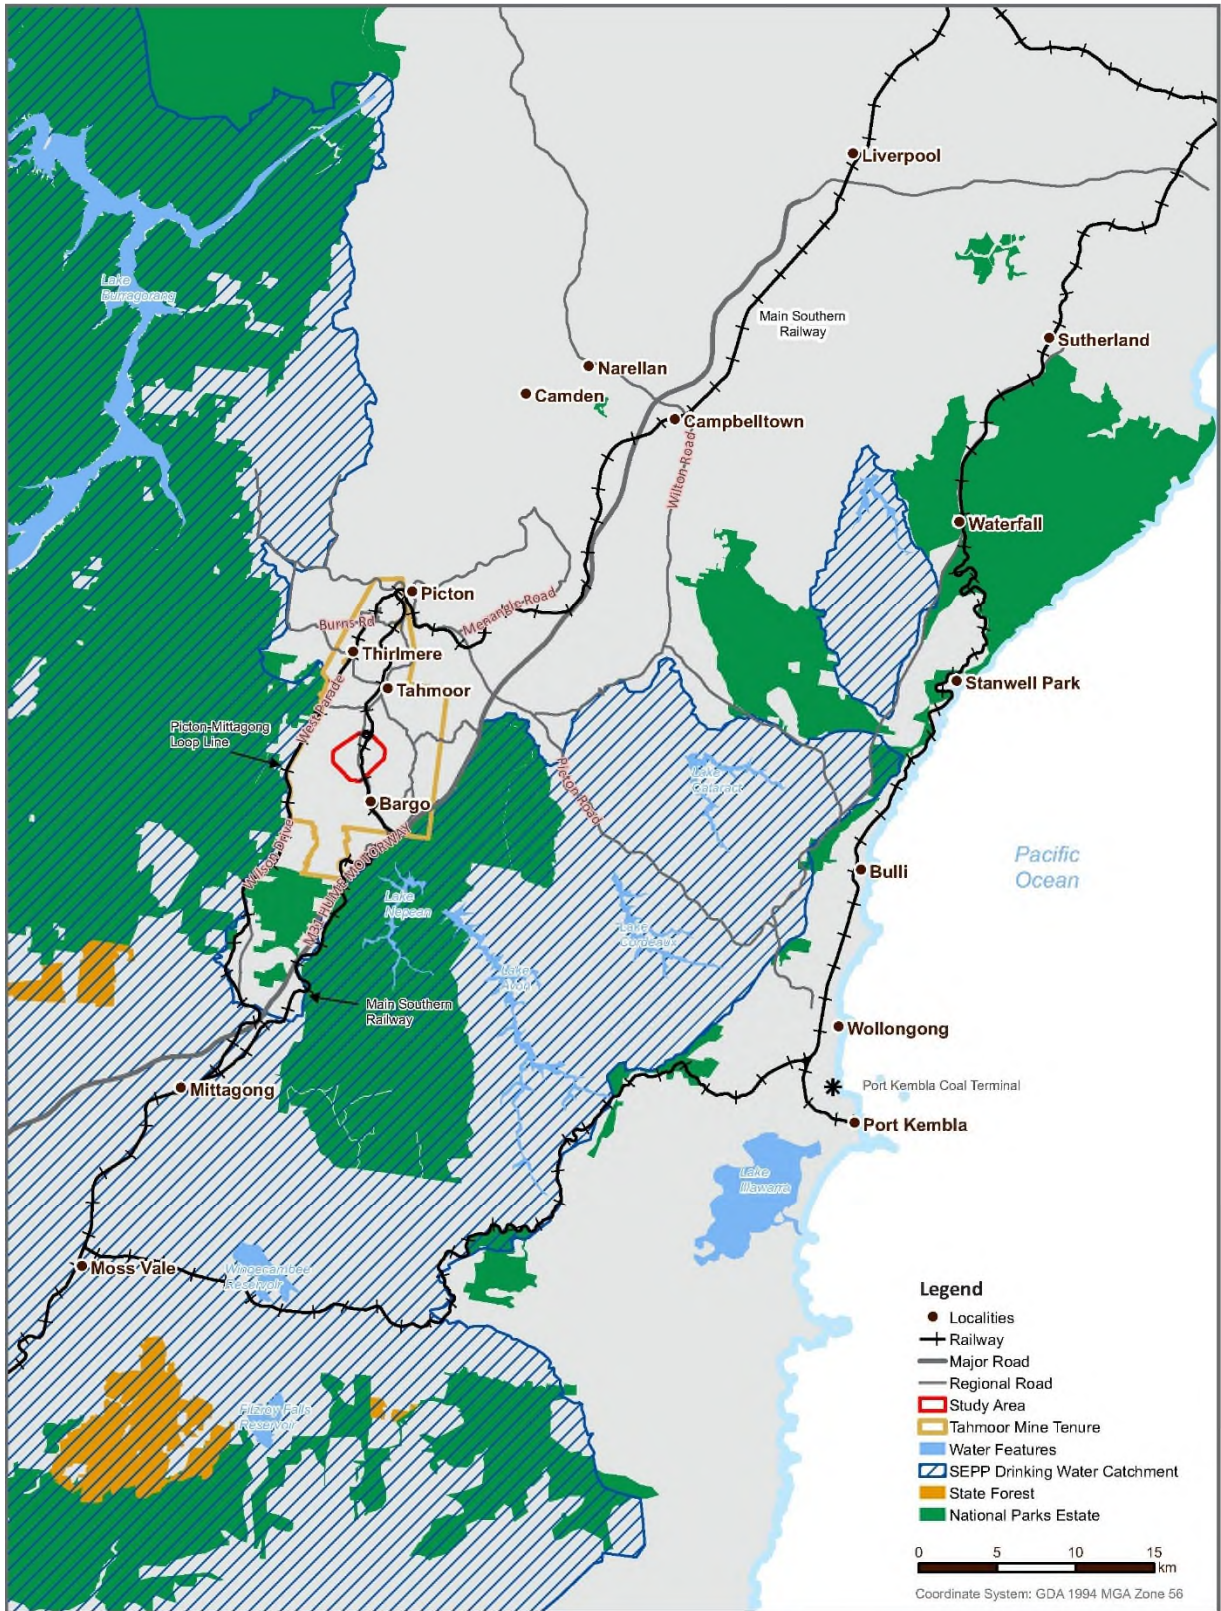 Liverpool
Lake
Burragorang
Main Southern
Railway
Sutherland
Narellan
Camden
Campbelltown
Wilton Road
Waterfall
Picton
Menangle Road
Burns Rd
Thirlmere
Tahmoor
Stanwell Park
West Parade
Picton-Mittagong
Loop Line
Picton Road
Lake
Cataract
Bargo
Wilson Drive
M31 HUME MOTORWAY
Pacific
Ocean
Bulli
Lake
Nepean
Lake
Cordeaux
Lake
Avon
Main Southern
Railway
Wollongong
Mittagong
Port Kembla Coal Terminal
Port Kembla
Lake
Illawarra
Moss Vale
Wingecarribee
Reservoir
Fitzroy Falls
Reservoir
Legend
Localities
Railway
Major Road
Regional Road
Study Area
Tahmoor Mine Tenure
Water Features
SEPP Drinking Water Catchment
State Forest
National Parks Estate
0 5 10 15
km
Coordinate System: GDA 1994 MGA Zone 56